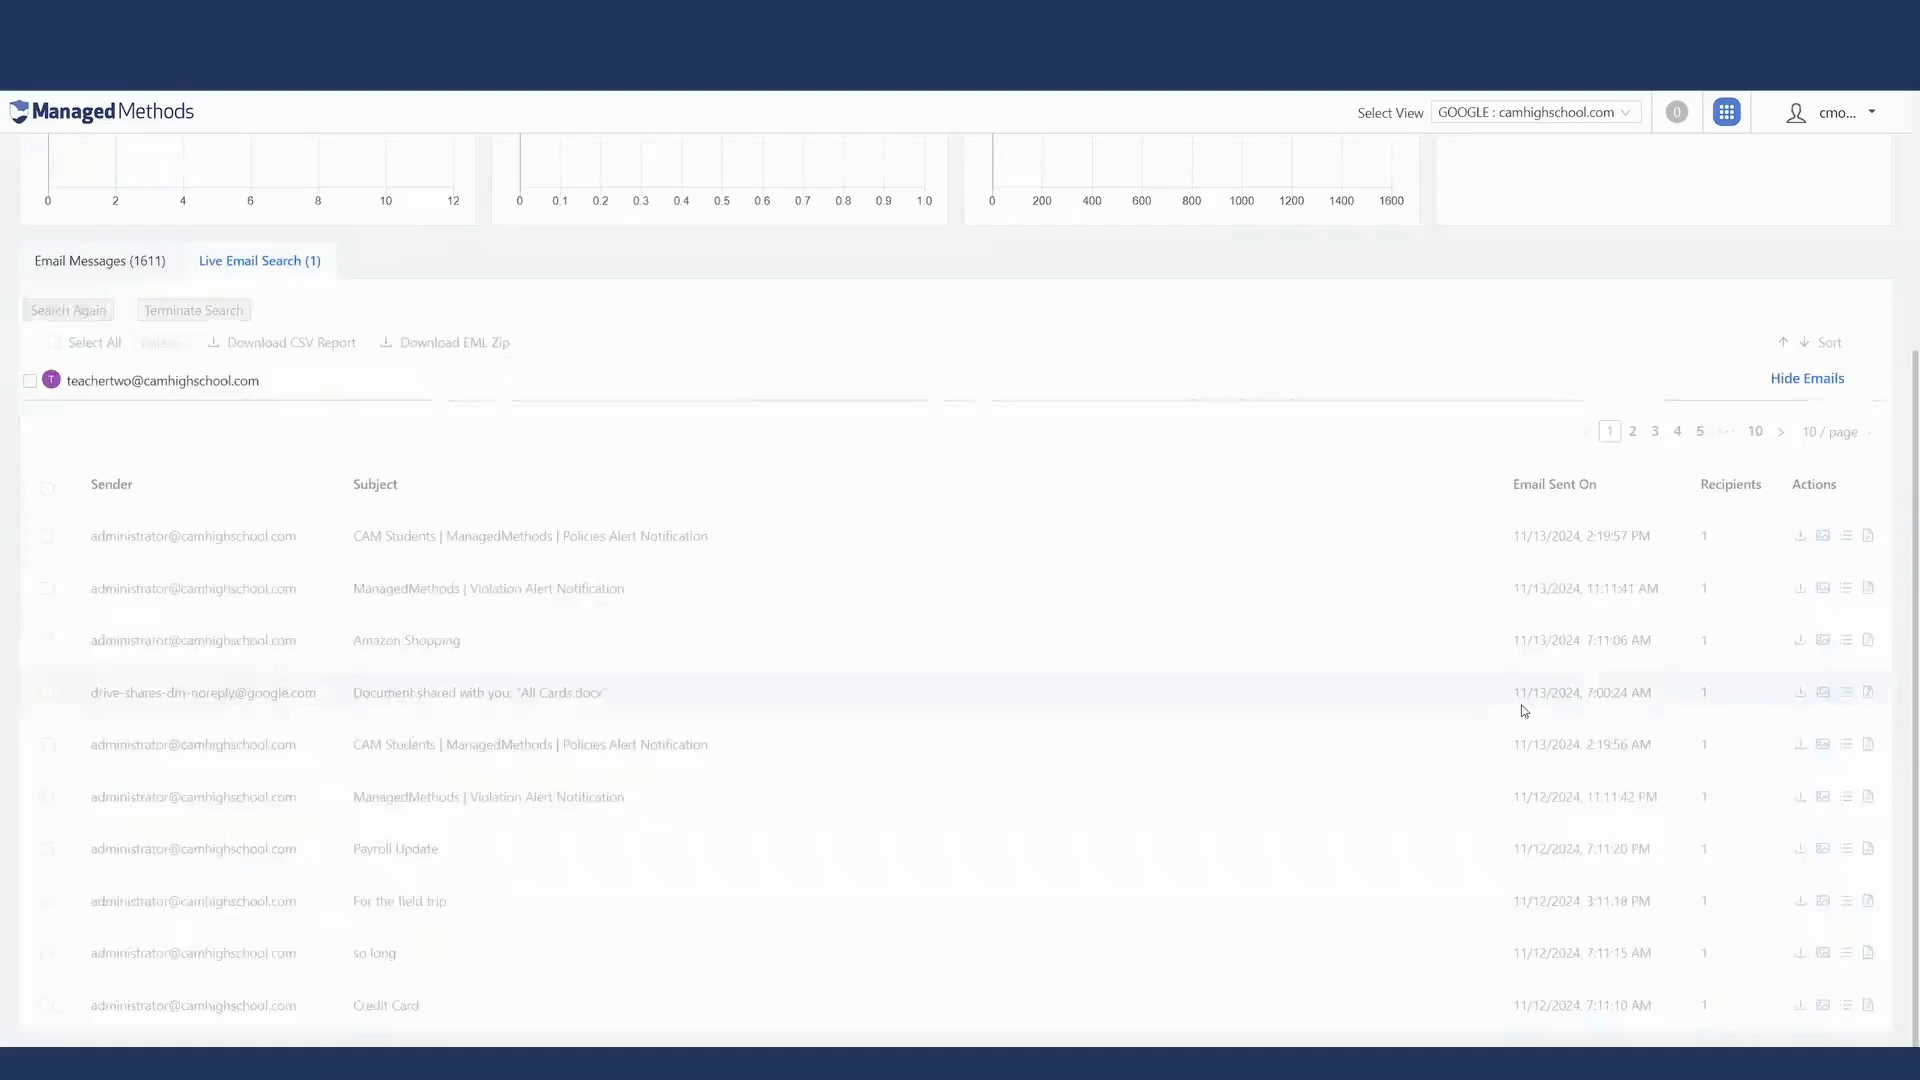 ManagedMethods
Select View GOOGLE : camhighschool.com 0 cmo...
0 2 4 6 8 10 12 0 0.1 0.2 0.3 0.4 0.5 0.6 0.7 0.8 0.9 1.0 0 200 400 600 800 1000 1200 1400 1600
Email Messages (1611) Live Email Search (1)
Search Again Terminate Search
Select All Download CSV Report Download EML Zip Sort
T teachertwo@camhighschool.com Hide Emails
1 2 3 4 5 ··· 10 > 10 / page
Sender Subject Email Sent On Recipients Actions
administrator@camhighschool.com CAM Students | ManagedMethods | Policies Alert Notification 11/13/2024, 2:19:57 PM 1
administrator@camhighschool.com ManagedMethods | Violation Alert Notification 11/13/2024, 11:11:41 AM 1
administrator@camhighschool.com Amazon Shopping 11/13/2024, 7:11:06 AM 1
drive-shares-dm-noreply@google.com Document shared with you: "All Cards.docx" 11/13/2024, 7:00:24 AM 1
administrator@camhighschool.com CAM Students | ManagedMethods | Policies Alert Notification 11/13/2024, 2:19:56 AM 1
administrator@camhighschool.com ManagedMethods | Violation Alert Notification 11/12/2024, 11:11:42 PM 1
administrator@camhighschool.com Payroll Update 11/12/2024, 7:11:20 PM 1
administrator@camhighschool.com For the field trip 11/12/2024, 3:11:18 PM 1
administrator@camhighschool.com so long 11/12/2024, 7:11:15 AM 1
administrator@camhighschool.com Credit Card 11/12/2024, 7:11:10 AM 1